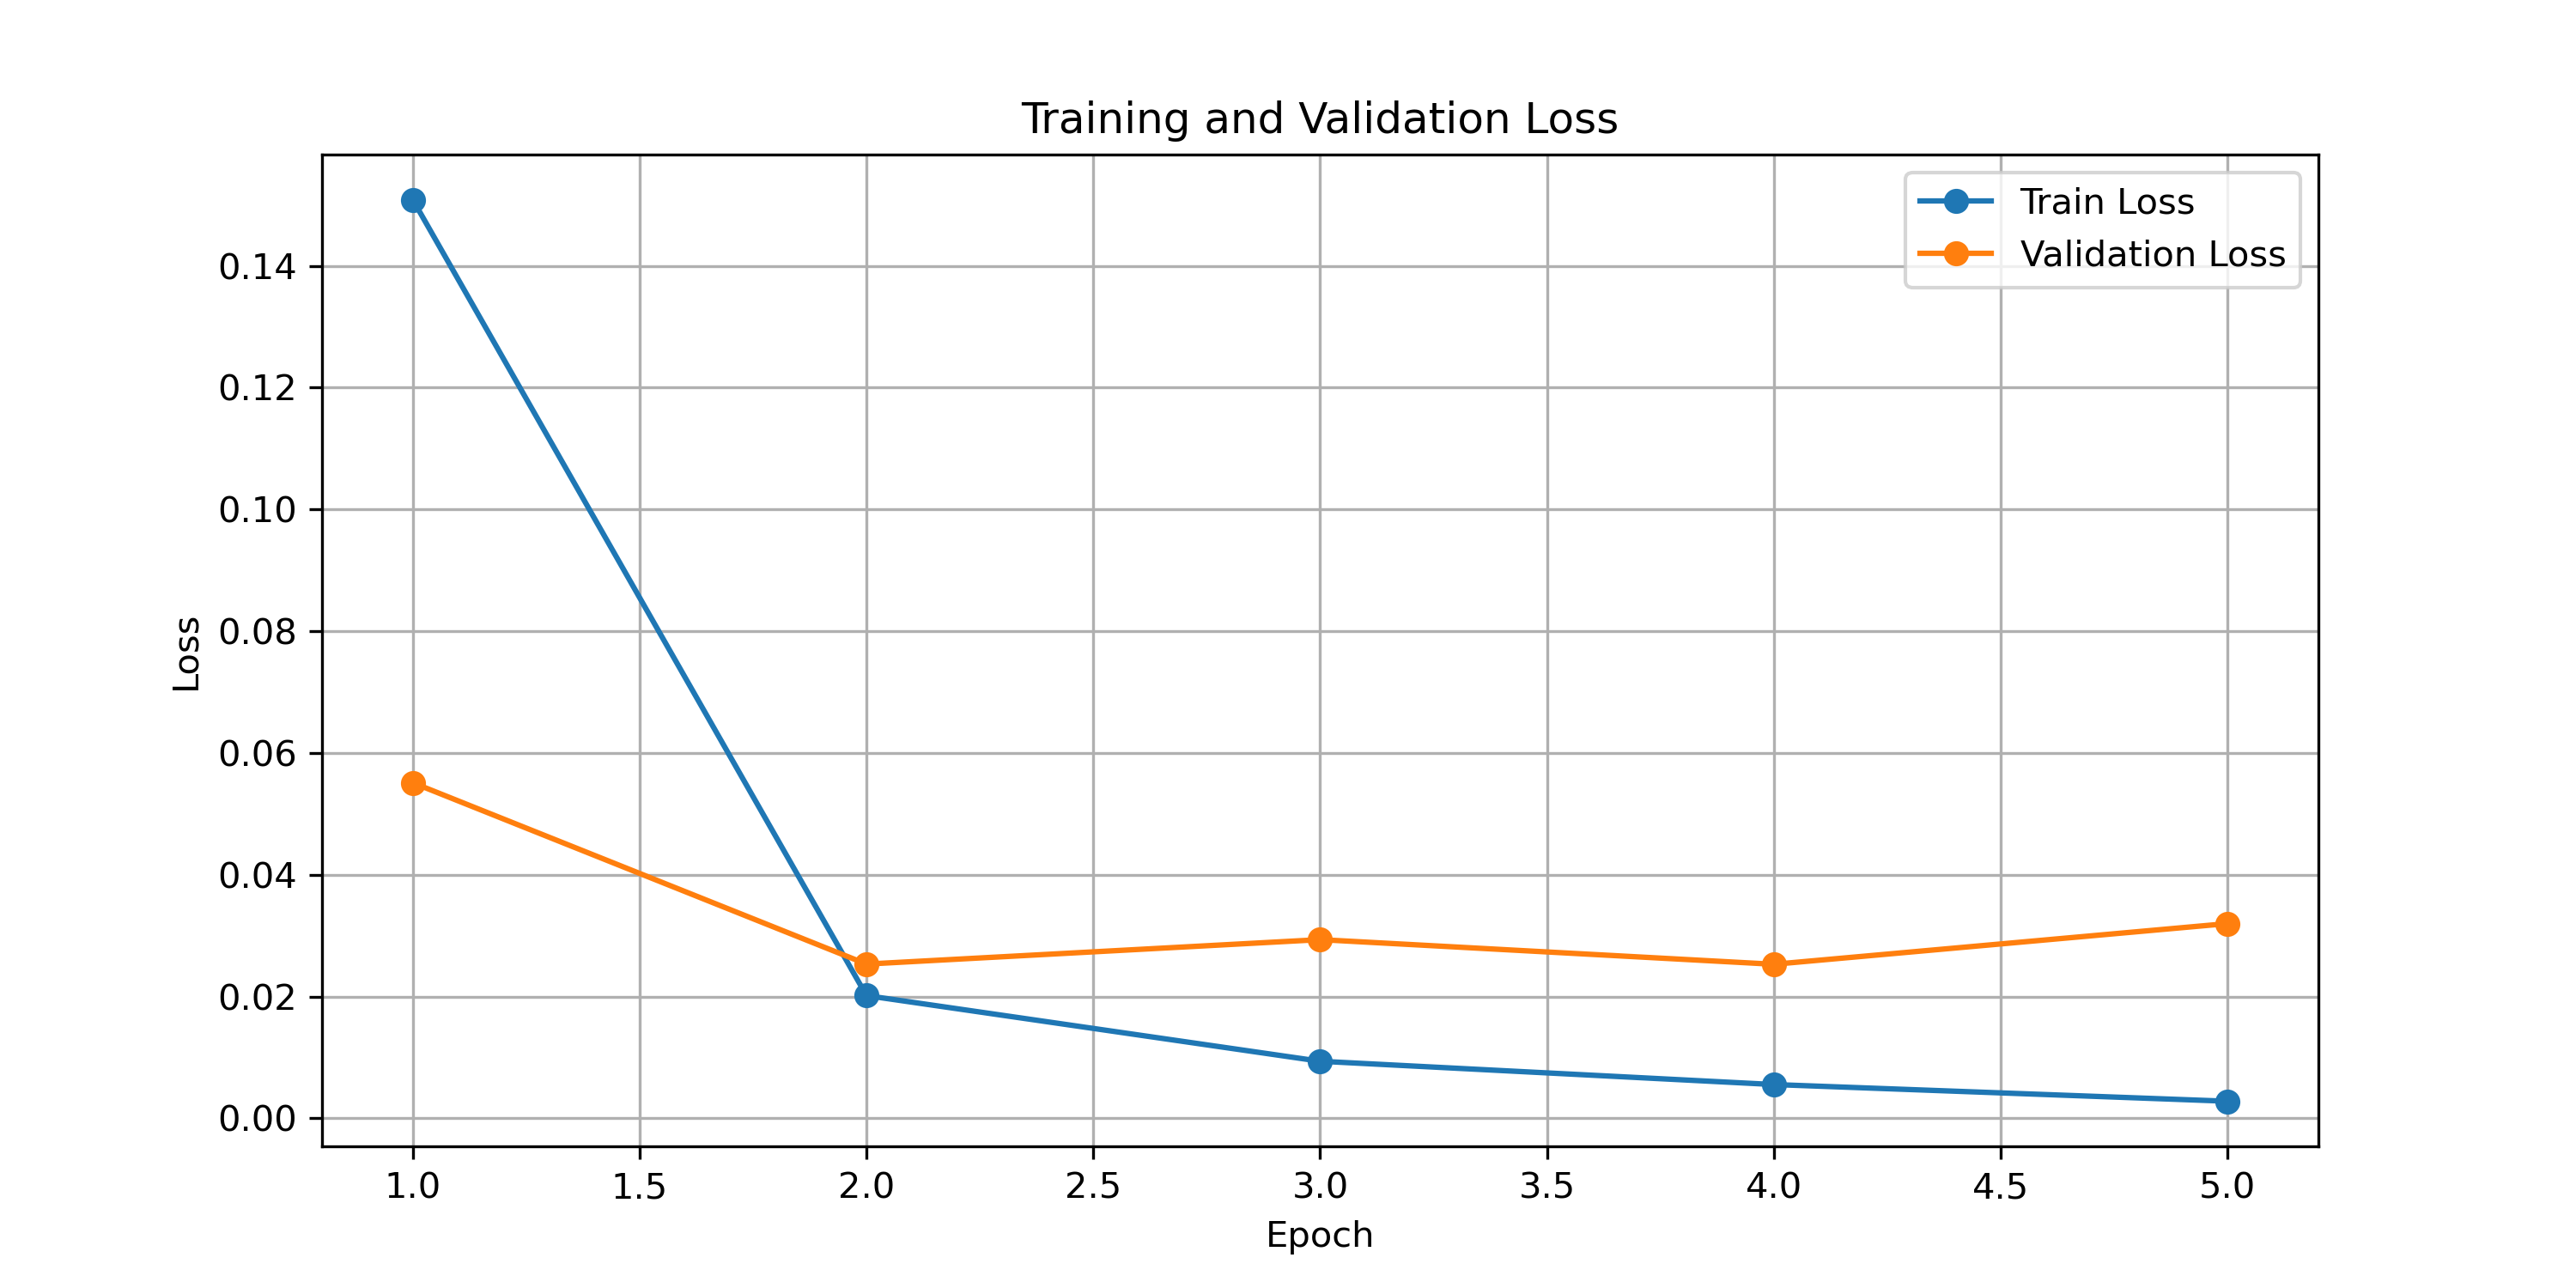 Training and Validation Loss
Train Loss
Validation Loss
0.14
0.12
0.10
0.08
0.06
0.04
0.02
0.00
Loss
1.0 1.5 2.0 2.5 3.0 3.5 4.0 4.5 5.0
Epoch